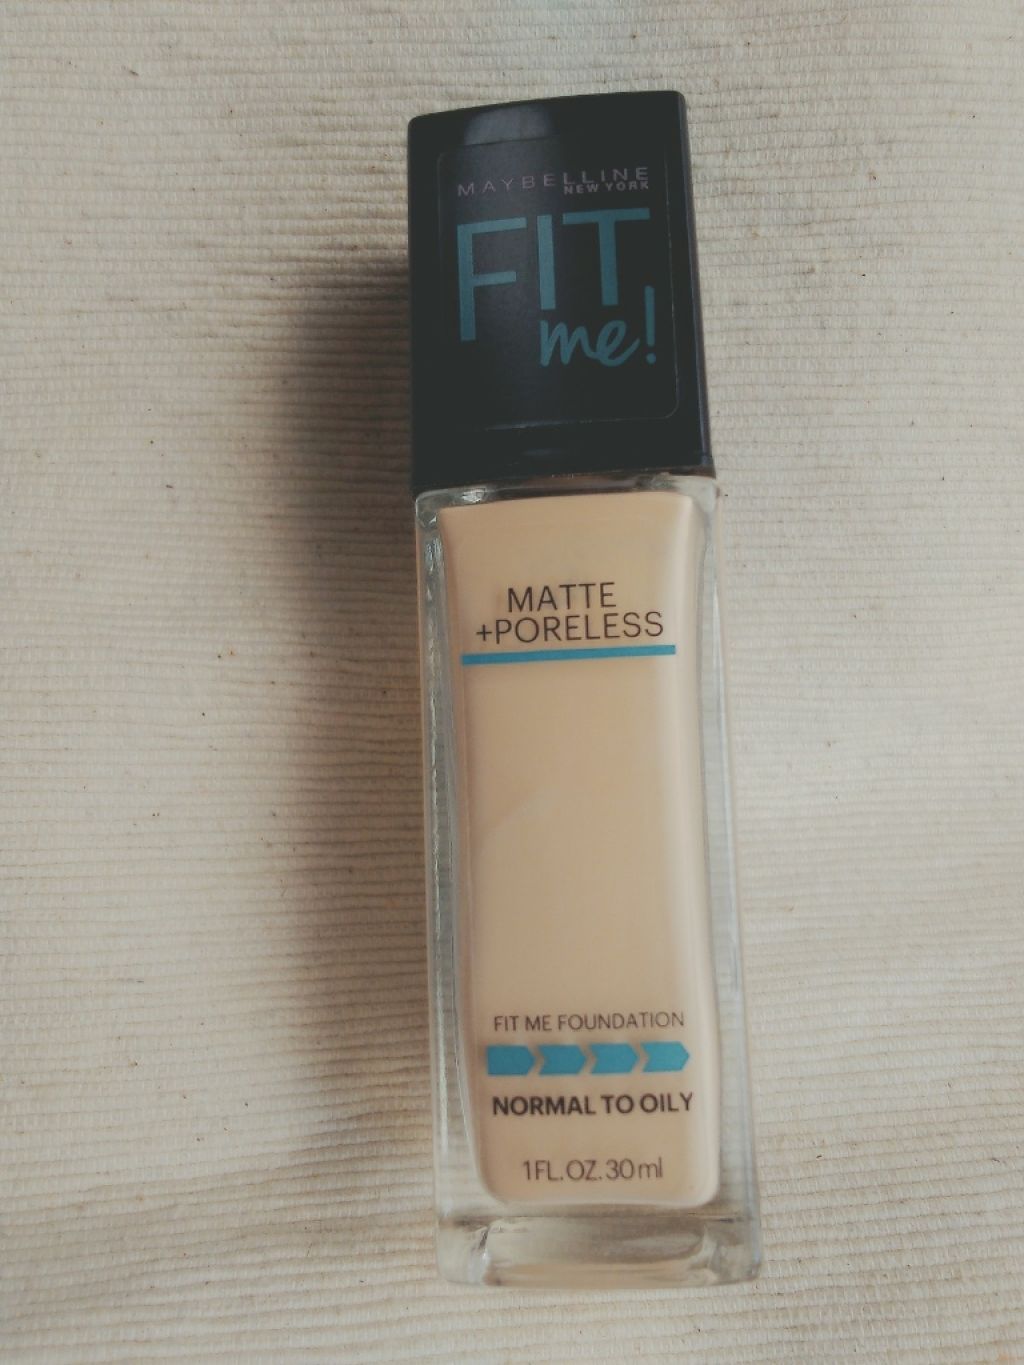 MAYBELLINE
NEW YORK
FIT
me!
MATTE
+PORELESS
FIT ME FOUNDATION
NORMAL TO OILY
1FL.OZ.30ml